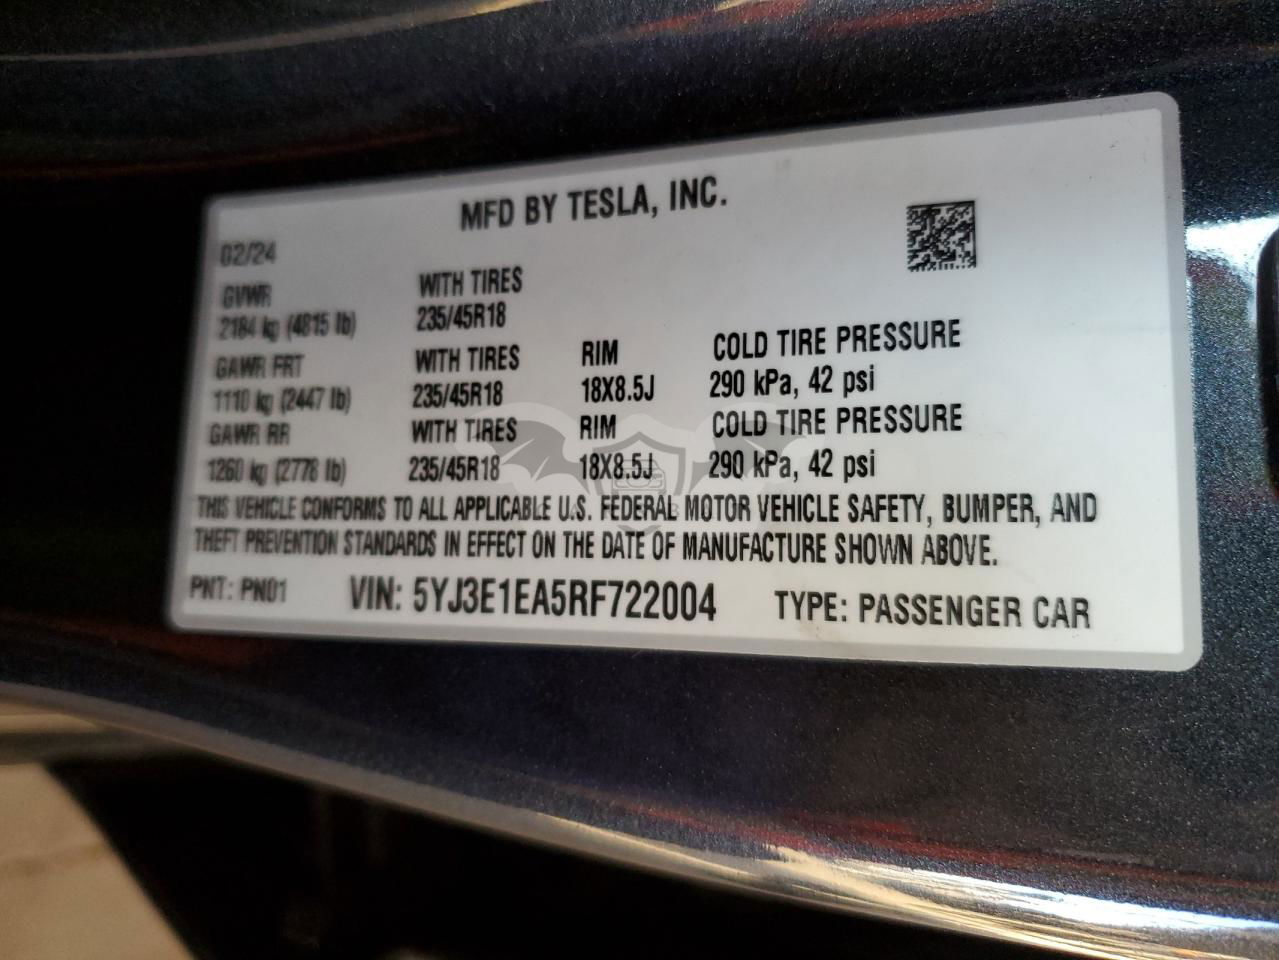 MFD BY TESLA, INC.
02/24
GVWR WITH TIRES
2184 kg (4815 lb) 235/45R18
GAWR FRT WITH TIRES RIM COLD TIRE PRESSURE
1110 kg (2447 lb) 235/45R18 18X8.5J 290 kPa, 42 psi
GAWR RR WITH TIRES RIM COLD TIRE PRESSURE
1260 kg (2778 lb) 235/45R18 18X8.5J 290 kPa, 42 psi
THIS VEHICLE CONFORMS TO ALL APPLICABLE U.S. FEDERAL MOTOR VEHICLE SAFETY, BUMPER, AND
THEFT PREVENTION STANDARDS IN EFFECT ON THE DATE OF MANUFACTURE SHOWN ABOVE.
PNT: PN01 VIN: 5YJ3E1EA5RF722004 TYPE: PASSENGER CAR